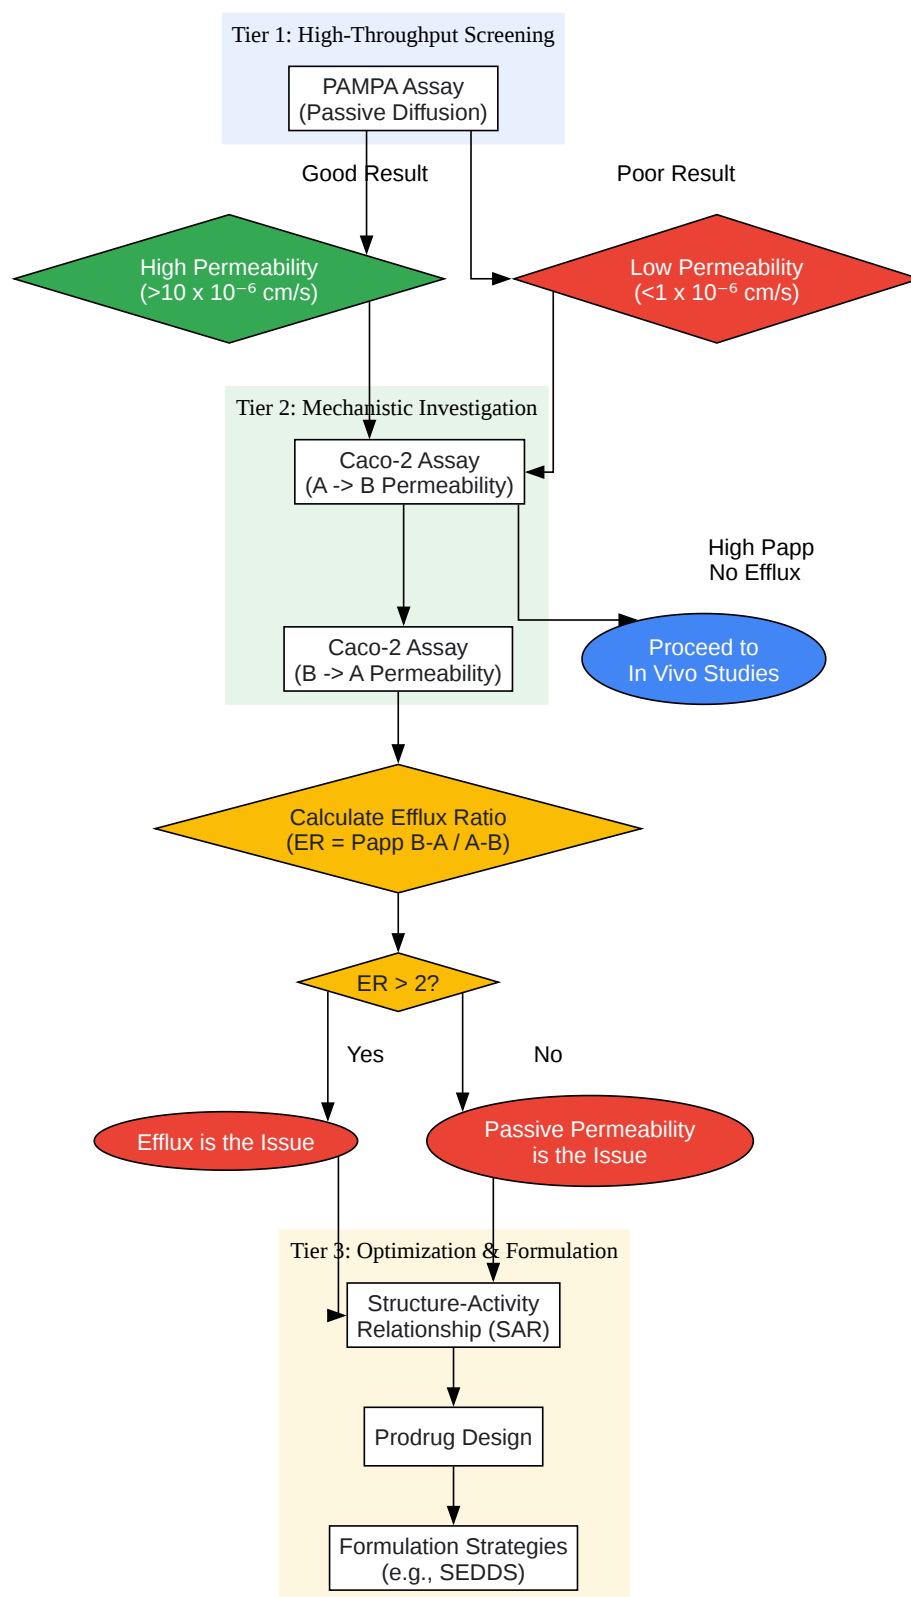 Tier 1: High-Throughput Screening
PAMPA Assay
(Passive Diffusion)
Good Result
Poor Result
High Permeability
(>10 x 10⁻⁶ cm/s)
Low Permeability
(<1 x 10⁻⁶ cm/s)
Tier 2: Mechanistic Investigation
Caco-2 Assay
(A -> B Permeability)
High Papp
No Efflux
Caco-2 Assay
(B -> A Permeability)
Proceed to
In Vivo Studies
Calculate Efflux Ratio
(ER = Papp B-A / A-B)
ER > 2?
Yes
No
Efflux is the Issue
Passive Permeability
is the Issue
Tier 3: Optimization & Formulation
Structure-Activity
Relationship (SAR)
Prodrug Design
Formulation Strategies
(e.g., SEDDS)